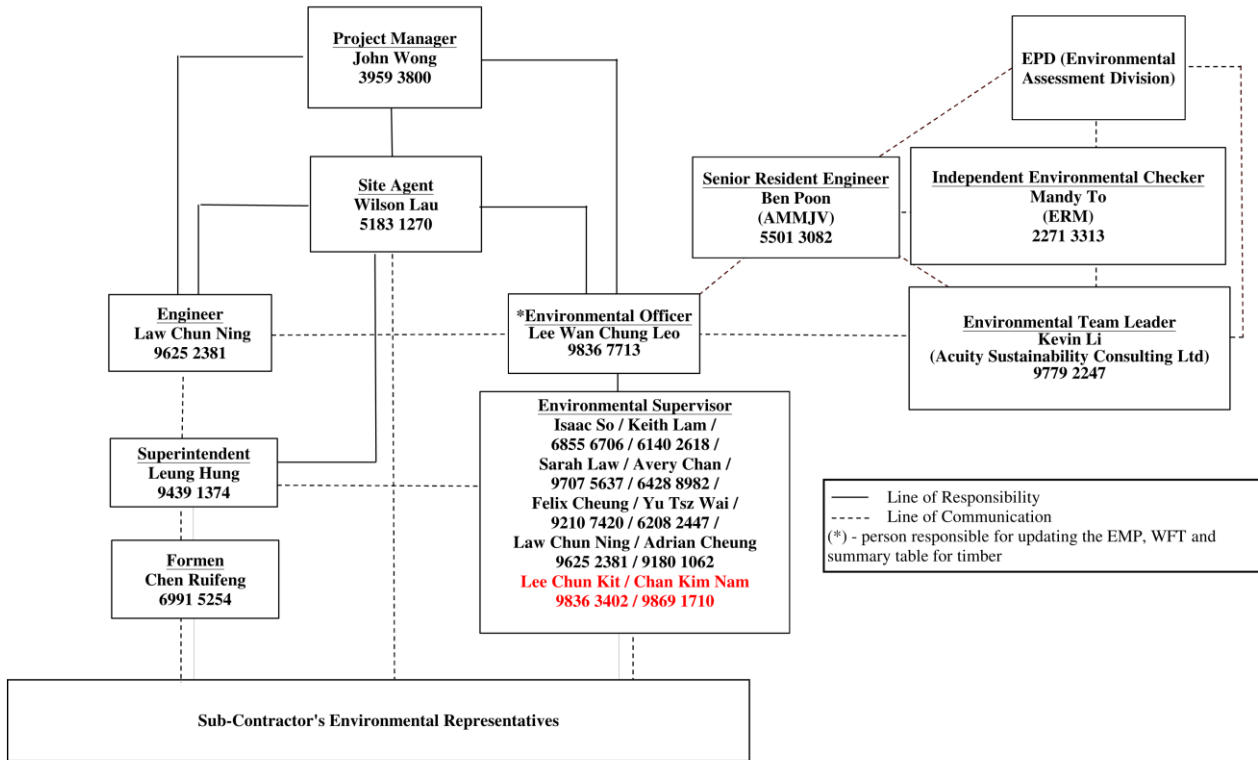 Project Manager
John Wong
3959 3800
EPD (Environmental
Assessment Division)
Site Agent
Wilson Lau
5183 1270
Senior Resident Engineer
Ben Poon
(AMMJV)
5501 3082
Independent Environmental Checker
Mandy To
(ERM)
2271 3313
Engineer
Law Chun Ning
9625 2381
*Environmental Officer
Lee Wan Chung Leo
9836 7713
Environmental Team Leader
Kevin Li
(Acuity Sustainability Consulting Ltd)
9779 2247
Superintendent
Leung Hung
9439 1374
Environmental Supervisor
Isaac So / Keith Lam /
6855 6706 / 6140 2618 /
Sarah Law / Avery Chan /
9707 5637 / 6428 8982 /
Felix Cheung / Yu Tsz Wai /
9210 7420 / 6208 2447 /
Law Chun Ning / Adrian Cheung
9625 2381 / 9180 1062
Lee Chun Kit / Chan Kim Nam
9836 3402 / 9869 1710
Line of Responsibility
Line of Communication
(*) - person responsible for updating the EMP, WFT and
summary table for timber
Formen
Chen Ruifeng
6991 5254
Sub-Contractor's Environmental Representatives